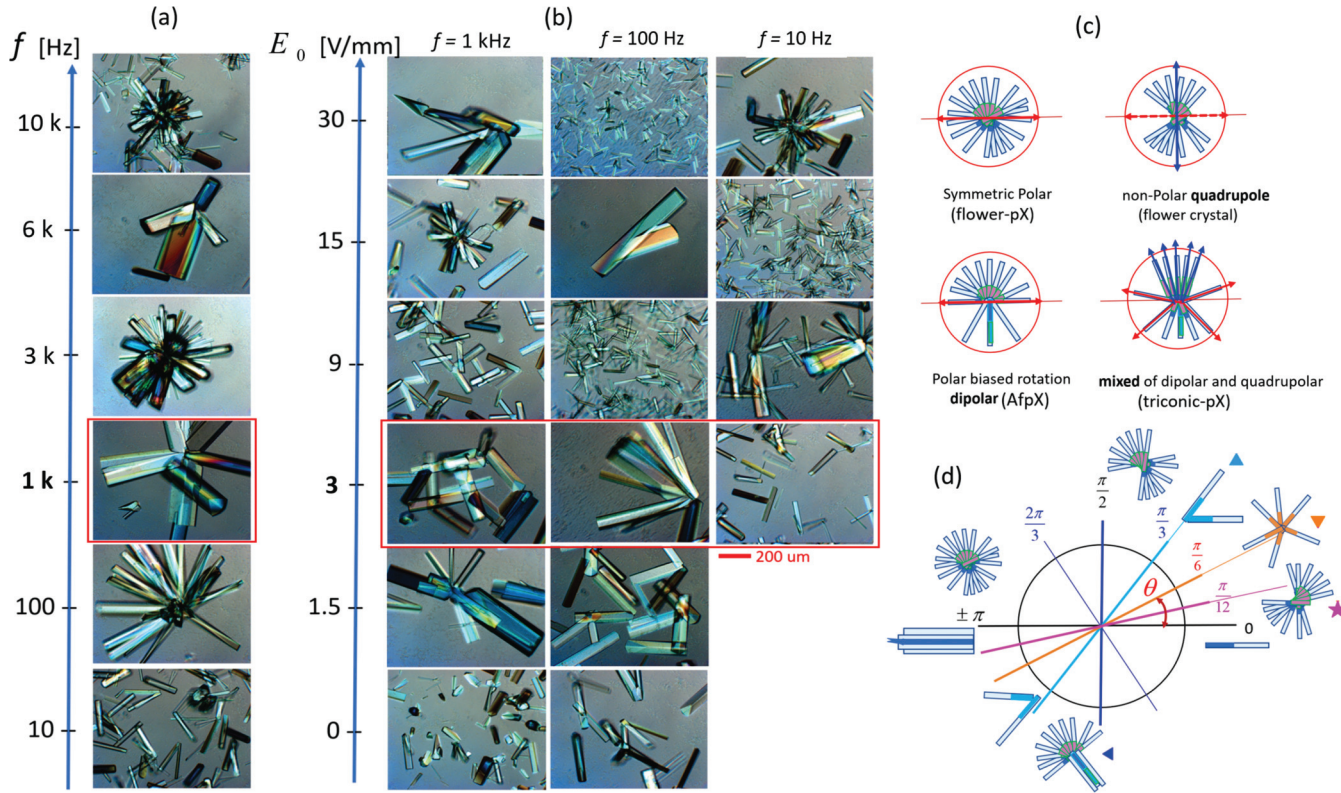 (a)
f [Hz]
10 k
6 k
3 k
1 k
100
10
(b)
E₀ [V/mm]
f = 1 kHz
f = 100 Hz
f = 10 Hz
30
15
9
3
1.5
0
200 um
(c)
Symmetric Polar
(flower-pX)
non-Polar quadrupole
(flower crystal)
Polar biased rotation
dipolar (AfpX)
mixed of dipolar and quadrupolar
(triconic-pX)
(d)
π/2
2π/3
π/3
π/6
θ
π/12
± π
0